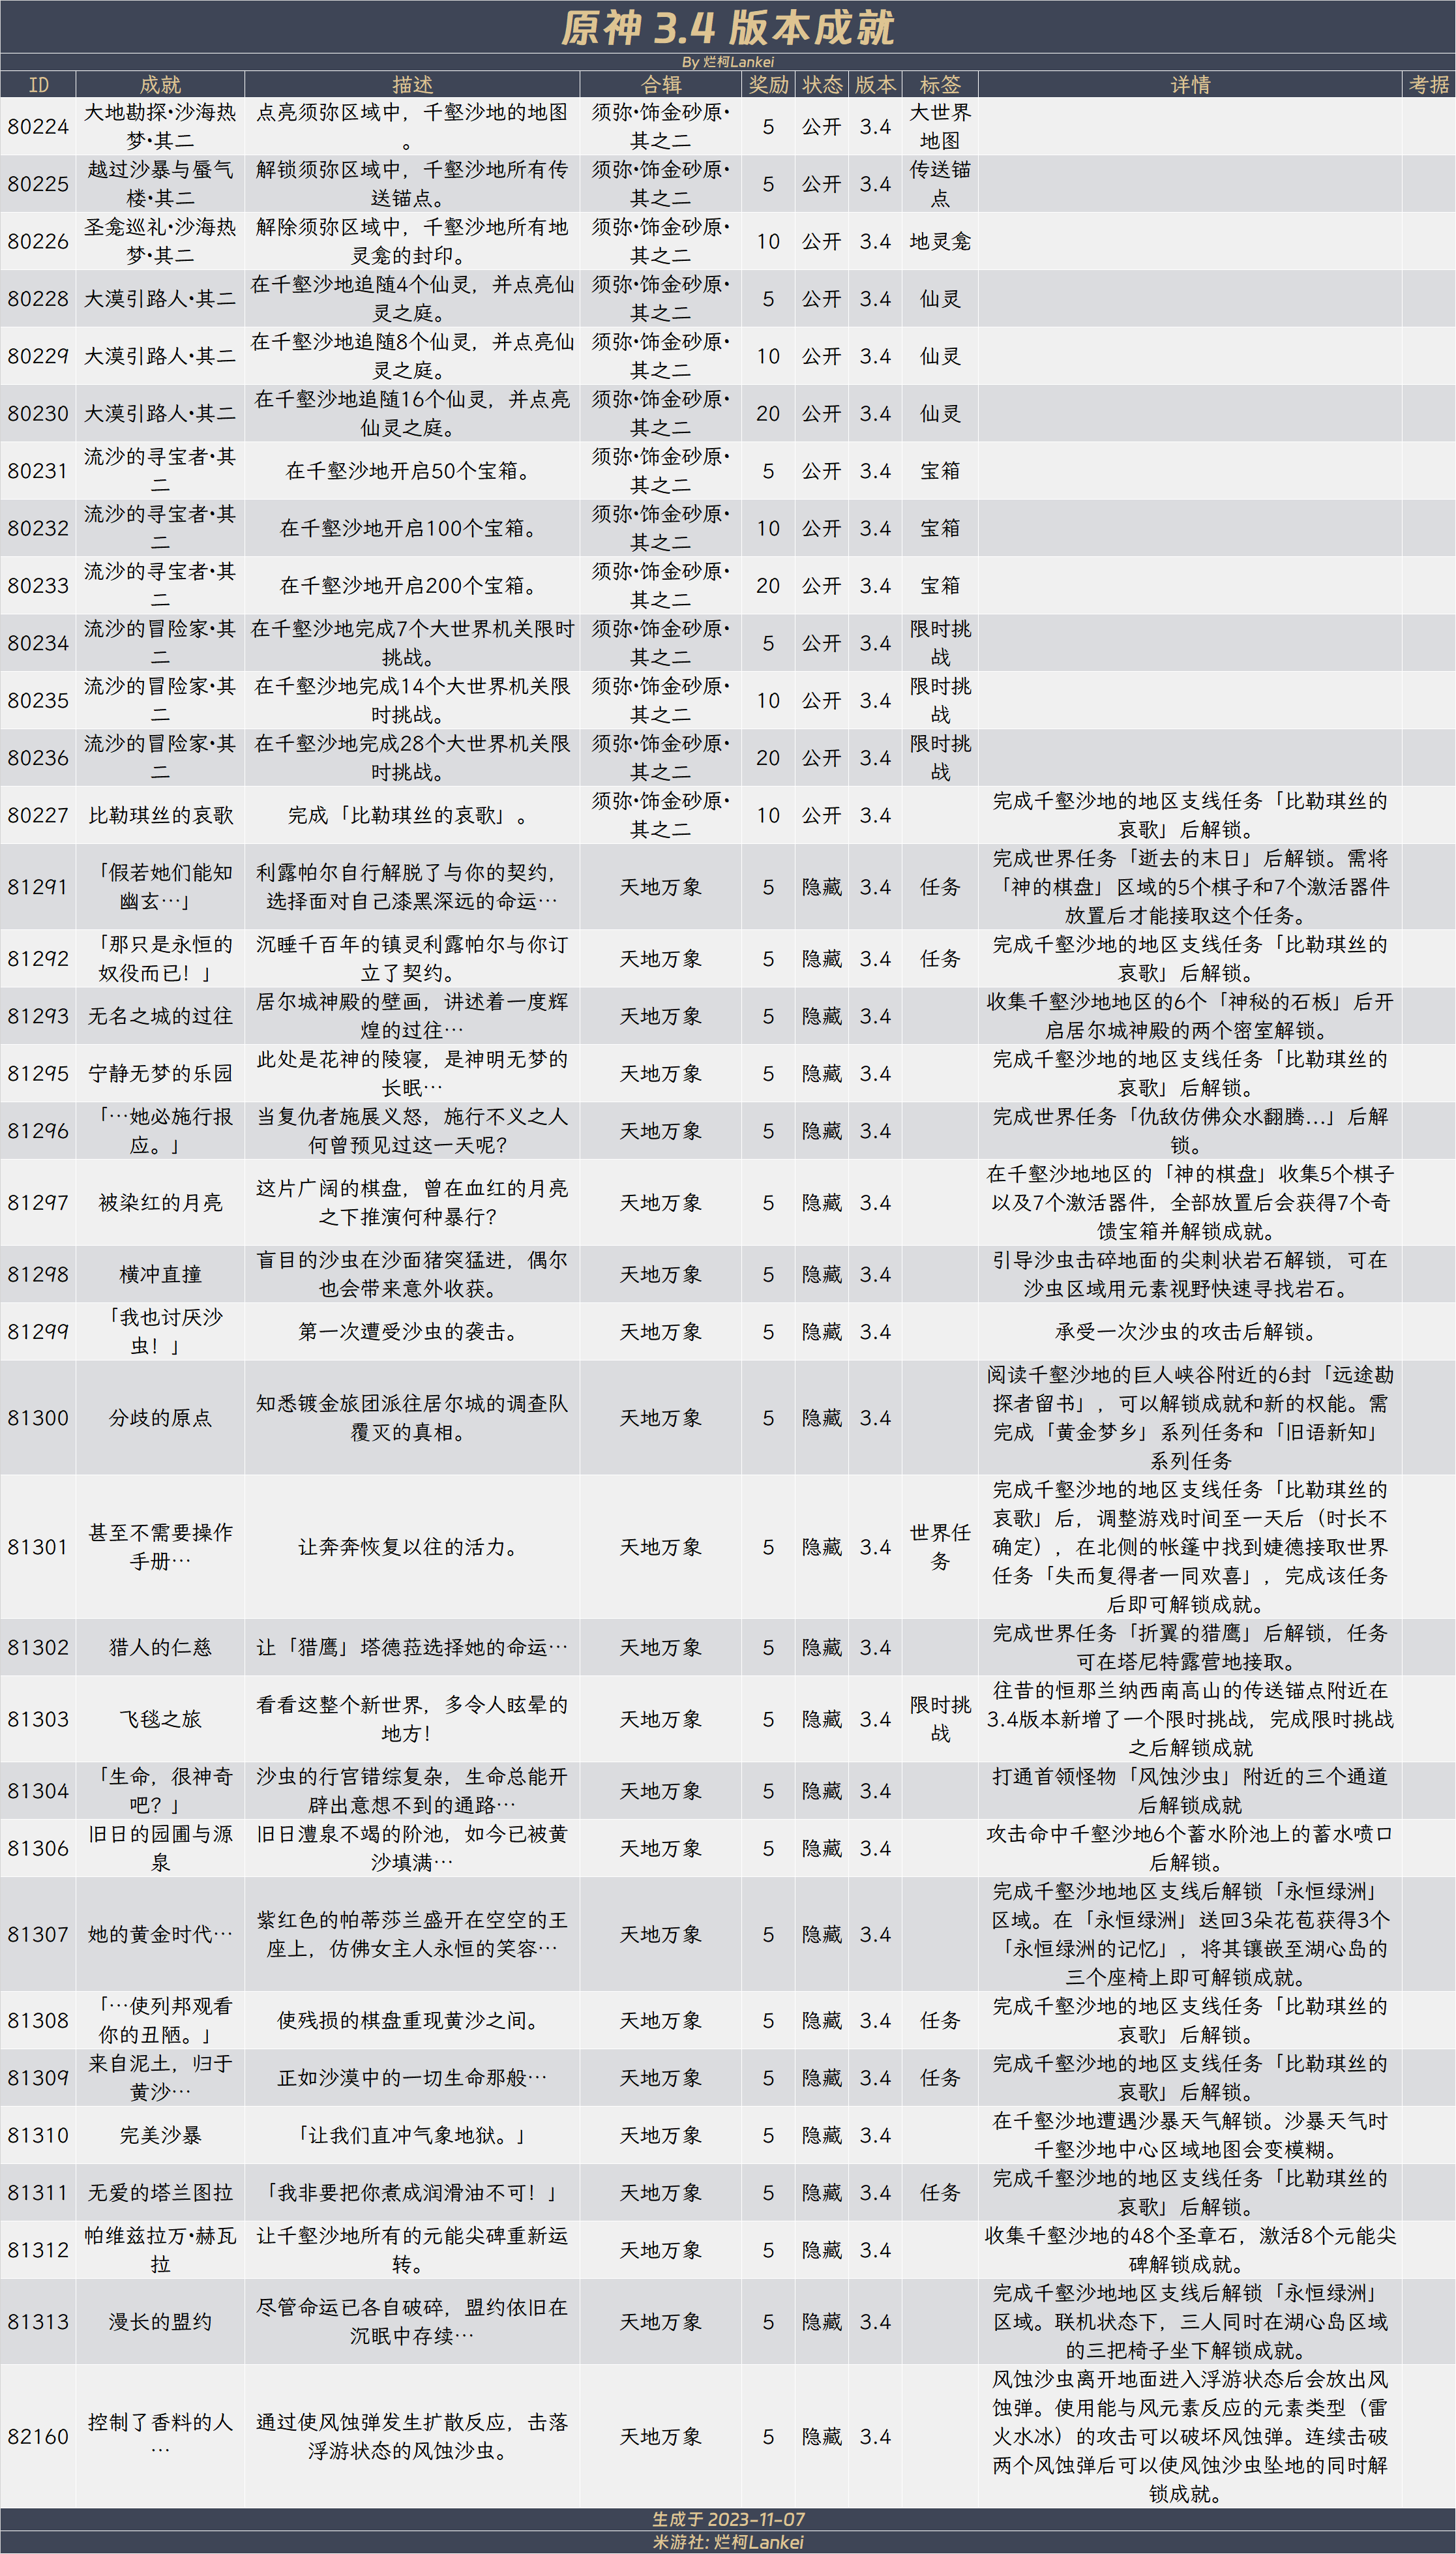 原神 3.4 版本成就
By 烂柯Lankei
ID 成就 描述 合辑 奖励 状态 版本 标签 详情 考据
80224 大地勘探•沙海热梦•其二 点亮须弥区域中，千壑沙地的地图。 须弥•饰金砂原•其之二 5 公开 3.4 大世界地图
80225 越过沙暴与蜃气楼•其二 解锁须弥区域中，千壑沙地所有传送锚点。 须弥•饰金砂原•其之二 5 公开 3.4 传送锚点
80226 圣龛巡礼•沙海热梦•其二 解除须弥区域中，千壑沙地所有地灵龛的封印。 须弥•饰金砂原•其之二 10 公开 3.4 地灵龛
80228 大漠引路人•其二 在千壑沙地追随4个仙灵，并点亮仙灵之庭。 须弥•饰金砂原•其之二 5 公开 3.4 仙灵
80229 大漠引路人•其二 在千壑沙地追随8个仙灵，并点亮仙灵之庭。 须弥•饰金砂原•其之二 10 公开 3.4 仙灵
80230 大漠引路人•其二 在千壑沙地追随16个仙灵，并点亮仙灵之庭。 须弥•饰金砂原•其之二 20 公开 3.4 仙灵
80231 流沙的寻宝者•其二 在千壑沙地开启50个宝箱。 须弥•饰金砂原•其之二 5 公开 3.4 宝箱
80232 流沙的寻宝者•其二 在千壑沙地开启100个宝箱。 须弥•饰金砂原•其之二 10 公开 3.4 宝箱
80233 流沙的寻宝者•其二 在千壑沙地开启200个宝箱。 须弥•饰金砂原•其之二 20 公开 3.4 宝箱
80234 流沙的冒险家•其二 在千壑沙地完成7个大世界机关限时挑战。 须弥•饰金砂原•其之二 5 公开 3.4 限时挑战
80235 流沙的冒险家•其二 在千壑沙地完成14个大世界机关限时挑战。 须弥•饰金砂原•其之二 10 公开 3.4 限时挑战
80236 流沙的冒险家•其二 在千壑沙地完成28个大世界机关限时挑战。 须弥•饰金砂原•其之二 20 公开 3.4 限时挑战
80227 比勒琪丝的哀歌 完成「比勒琪丝的哀歌」。 须弥•饰金砂原•其之二 10 公开 3.4 完成千壑沙地的地区支线任务「比勒琪丝的哀歌」后解锁。
81291 「假若她们能知幽玄…」 利露帕尔自行解脱了与你的契约，选择面对自己漆黑深远的命运… 天地万象 5 隐藏 3.4 任务 完成世界任务「逝去的末日」后解锁。需将「神的棋盘」区域的5个棋子和7个激活器件放置后才能接取这个任务。
81292 「那只是永恒的奴役而已！」 沉睡千百年的镇灵利露帕尔与你订立了契约。 天地万象 5 隐藏 3.4 任务 完成千壑沙地的地区支线任务「比勒琪丝的哀歌」后解锁。
81293 无名之城的过往 居尔城神殿的壁画，讲述着一度辉煌的过往… 天地万象 5 隐藏 3.4 收集千壑沙地地区的6个「神秘的石板」后开启居尔城神殿的两个密室解锁。
81295 宁静无梦的乐园 此处是花神的陵寝，是神明无梦的长眠… 天地万象 5 隐藏 3.4 完成千壑沙地的地区支线任务「比勒琪丝的哀歌」后解锁。
81296 「…她必施行报应。」 当复仇者施展义怒，施行不义之人何曾预见过这一天呢？ 天地万象 5 隐藏 3.4 完成世界任务「仇敌仿佛众水翻腾...」后解锁。
81297 被染红的月亮 这片广阔的棋盘，曾在血红的月亮之下推演何种暴行？ 天地万象 5 隐藏 3.4 在千壑沙地地区的「神的棋盘」收集5个棋子以及7个激活器件，全部放置后会获得7个奇馈宝箱并解锁成就。
81298 横冲直撞 盲目的沙虫在沙面猪突猛进，偶尔也会带来意外收获。 天地万象 5 隐藏 3.4 引导沙虫击碎地面的尖刺状岩石解锁，可在沙虫区域用元素视野快速寻找岩石。
81299 「我也讨厌沙虫！」 第一次遭受沙虫的袭击。 天地万象 5 隐藏 3.4 承受一次沙虫的攻击后解锁。
81300 分歧的原点 知悉镀金旅团派往居尔城的调查队覆灭的真相。 天地万象 5 隐藏 3.4 阅读千壑沙地的巨人峡谷附近的6封「远途勘探者留书」，可以解锁成就和新的权能。需完成「黄金梦乡」系列任务和「旧语新知」系列任务
81301 甚至不需要操作手册… 让奔奔恢复以往的活力。 天地万象 5 隐藏 3.4 世界任务 完成千壑沙地的地区支线任务「比勒琪丝的哀歌」后，调整游戏时间至一天后（时长不确定），在北侧的帐篷中找到婕德接取世界任务「失而复得者一同欢喜」，完成该任务后即可解锁成就。
81302 猎人的仁慈 让「猎鹰」塔德菈选择她的命运… 天地万象 5 隐藏 3.4 完成世界任务「折翼的猎鹰」后解锁，任务可在塔尼特露营地接取。
81303 飞毯之旅 看看这整个新世界，多令人眩晕的地方！ 天地万象 5 隐藏 3.4 限时挑战 往昔的恒那兰纳西南高山的传送锚点附近在3.4版本新增了一个限时挑战，完成限时挑战之后解锁成就
81304 「生命，很神奇吧？」 沙虫的行宫错综复杂，生命总能开辟出意想不到的通路… 天地万象 5 隐藏 3.4 打通首领怪物「风蚀沙虫」附近的三个通道后解锁成就
81306 旧日的园圃与源泉 旧日澧泉不竭的阶池，如今已被黄沙填满… 天地万象 5 隐藏 3.4 攻击命中千壑沙地6个蓄水阶池上的蓄水喷口后解锁。
81307 她的黄金时代… 紫红色的帕蒂莎兰盛开在空空的王座上，仿佛女主人永恒的笑容… 天地万象 5 隐藏 3.4 完成千壑沙地地区支线后解锁「永恒绿洲」区域。在「永恒绿洲」送回3朵花苞获得3个「永恒绿洲的记忆」，将其镶嵌至湖心岛的三个座椅上即可解锁成就。
81308 「…使列邦观看你的丑陋。」 使残损的棋盘重现黄沙之间。 天地万象 5 隐藏 3.4 任务 完成千壑沙地的地区支线任务「比勒琪丝的哀歌」后解锁。
81309 来自泥土，归于黄沙… 正如沙漠中的一切生命那般… 天地万象 5 隐藏 3.4 任务 完成千壑沙地的地区支线任务「比勒琪丝的哀歌」后解锁。
81310 完美沙暴 「让我们直冲气象地狱。」 天地万象 5 隐藏 3.4 在千壑沙地遭遇沙暴天气解锁。沙暴天气时千壑沙地中心区域地图会变模糊。
81311 无爱的塔兰图拉 「我非要把你煮成润滑油不可！」 天地万象 5 隐藏 3.4 任务 完成千壑沙地的地区支线任务「比勒琪丝的哀歌」后解锁。
81312 帕维兹拉万•赫瓦拉 让千壑沙地所有的元能尖碑重新运转。 天地万象 5 隐藏 3.4 收集千壑沙地的48个圣章石，激活8个元能尖碑解锁成就。
81313 漫长的盟约 尽管命运已各自破碎，盟约依旧在沉眠中存续… 天地万象 5 隐藏 3.4 完成千壑沙地地区支线后解锁「永恒绿洲」区域。联机状态下，三人同时在湖心岛区域的三把椅子坐下解锁成就。
82160 控制了香料的人… 通过使风蚀弹发生扩散反应，击落浮游状态的风蚀沙虫。 天地万象 5 隐藏 3.4 风蚀沙虫离开地面进入浮游状态后会放出风蚀弹。使用能与风元素反应的元素类型（雷火水冰）的攻击可以破坏风蚀弹。连续击破两个风蚀弹后可以使风蚀沙虫坠地的同时解锁成就。
生成于 2023-11-07
米游社: 烂柯Lankei